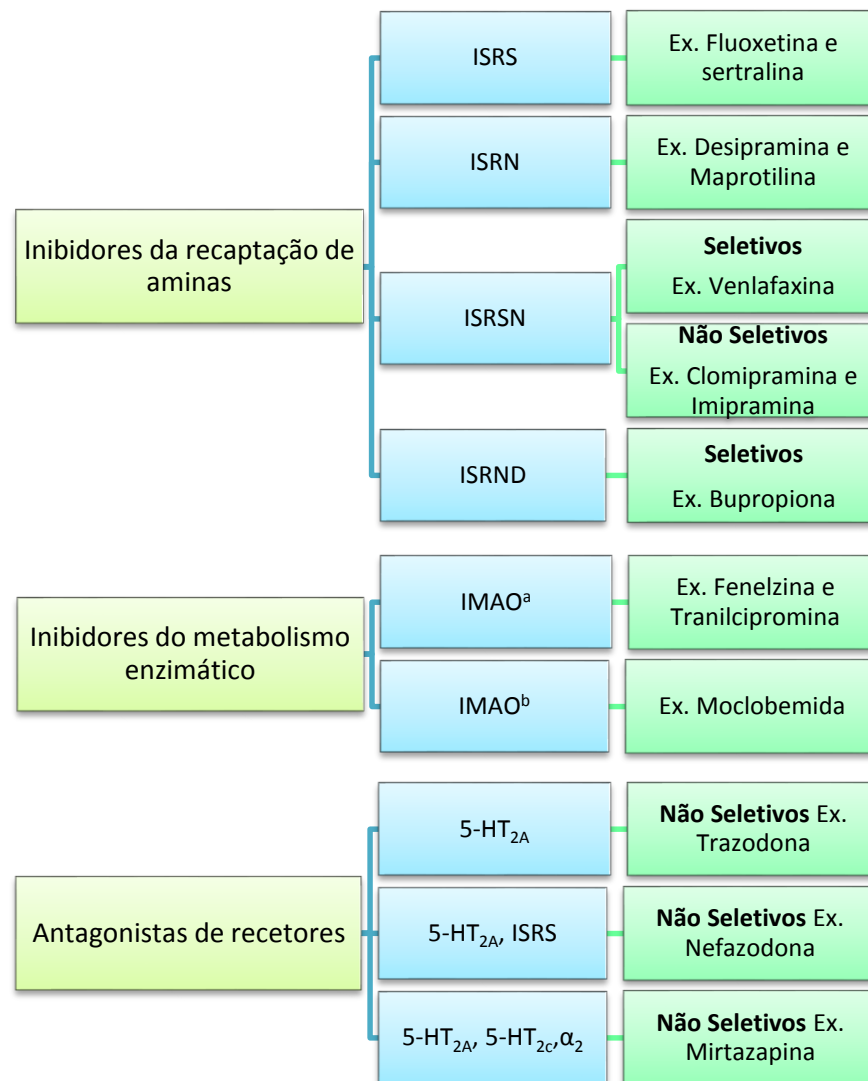 Inibidores da recaptação de
aminas
ISRS
Ex. Fluoxetina e
sertralina
ISRN
Ex. Desipramina e
Maprotilina
ISRSN
Seletivos
Ex. Venlafaxina
Não Seletivos
Ex. Clomipramina e
Imipramina
ISRND
Seletivos
Ex. Bupropiona
Inibidores do metabolismo
enzimático
IMAOᵃ
Ex. Fenelzina e
Tranilcipromina
IMAOᵇ
Ex. Moclobemida
Antagonistas de recetores
5-HT₂A
Não Seletivos Ex.
Trazodona
5-HT₂A, ISRS
Não Seletivos Ex.
Nefazodona
5-HT₂A, 5-HT₂c,α₂
Não Seletivos Ex.
Mirtazapina